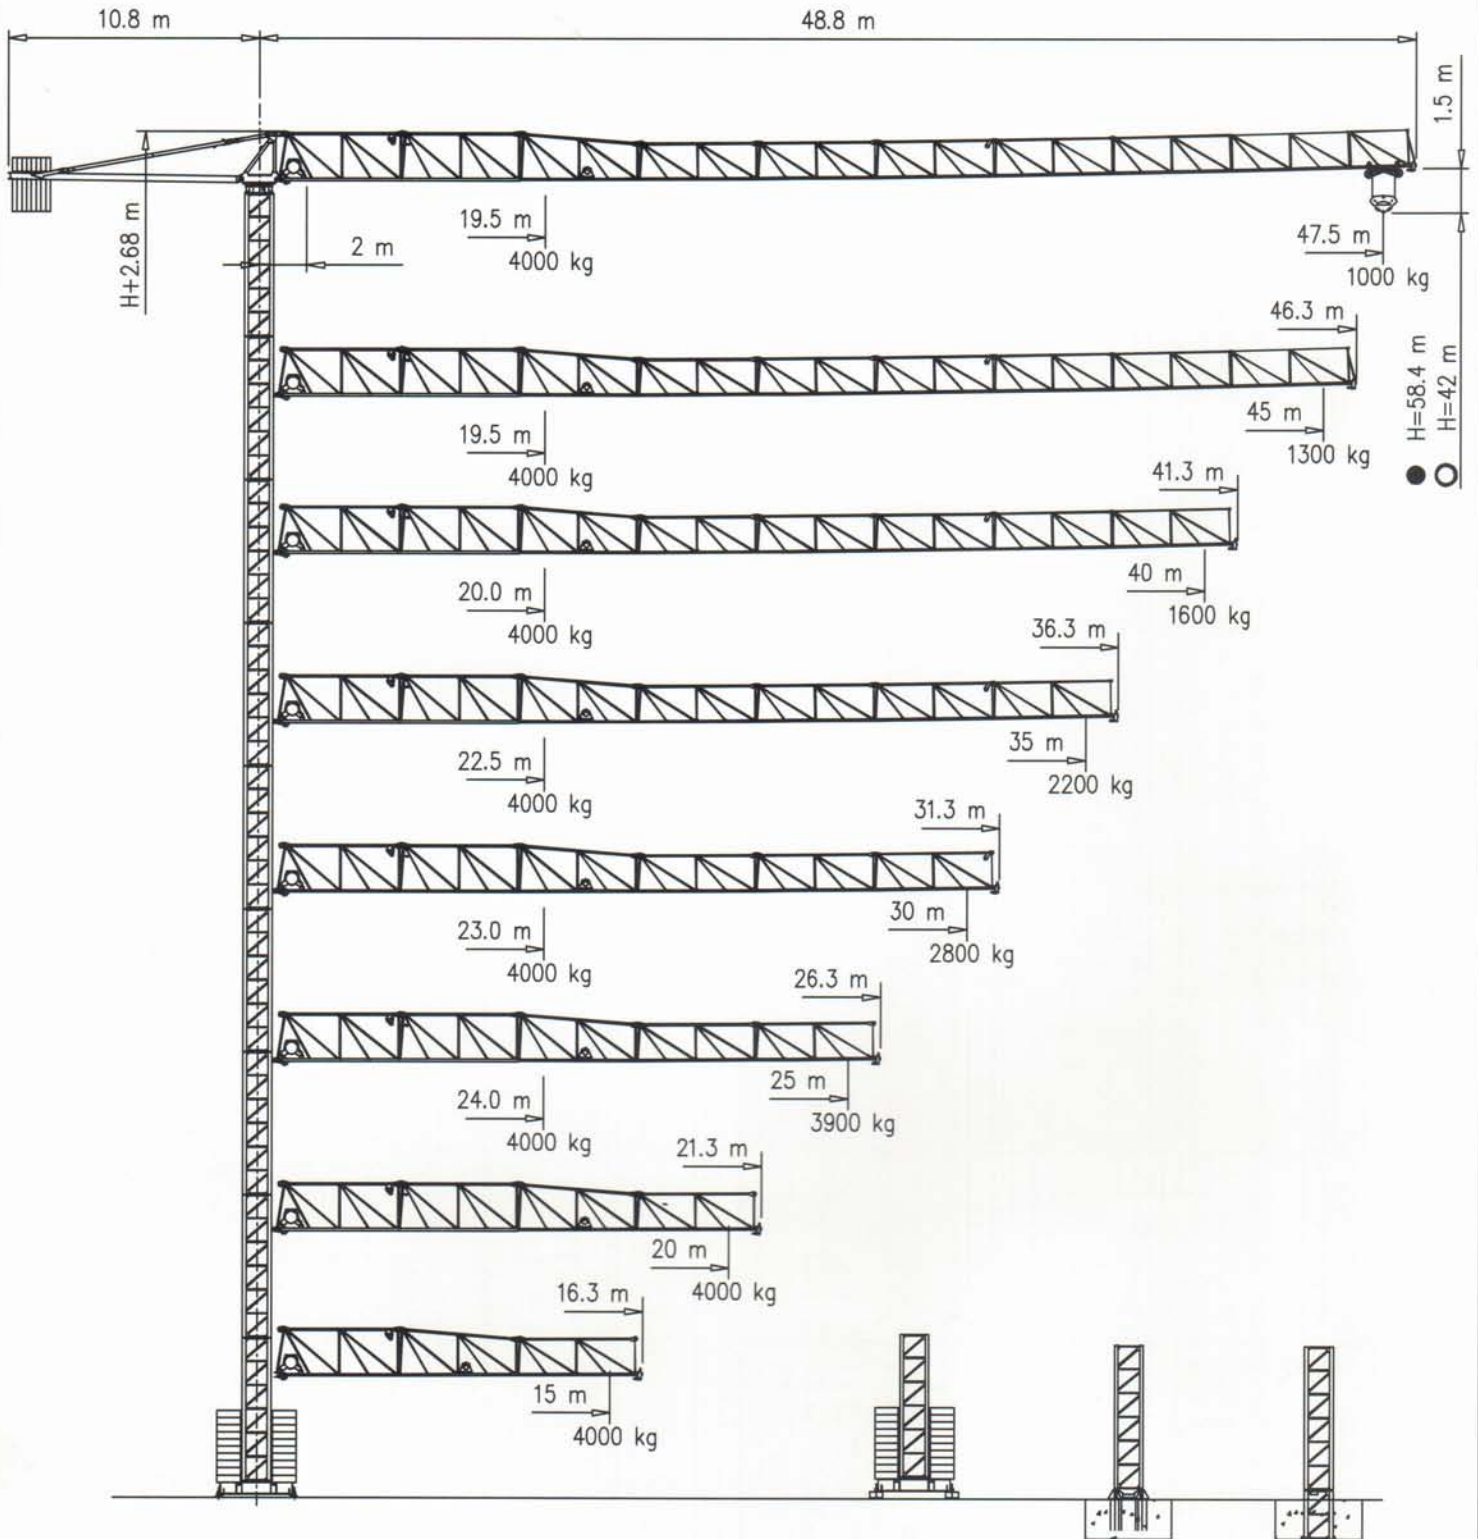 10.8 m
48.8 m
1.5 m
H+2.68 m
2 m
19.5 m
4000 kg
47.5 m
1000 kg
46.3 m
H=58.4 m
H=42 m
19.5 m
4000 kg
45 m
1300 kg
41.3 m
20.0 m
4000 kg
40 m
1600 kg
36.3 m
22.5 m
4000 kg
35 m
2200 kg
31.3 m
23.0 m
4000 kg
30 m
2800 kg
26.3 m
24.0 m
4000 kg
25 m
3900 kg
21.3 m
20 m
4000 kg
16.3 m
15 m
4000 kg